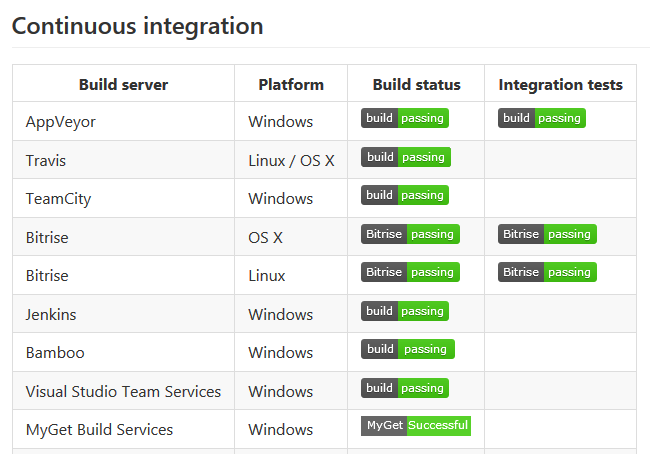 Continuous integration
Build server Platform Build status Integration tests
AppVeyor Windows build passing build passing
Travis Linux / OS X build passing
TeamCity Windows build passing
Bitrise OS X Bitrise passing Bitrise passing
Bitrise Linux Bitrise passing Bitrise passing
Jenkins Windows build passing
Bamboo Windows build passing
Visual Studio Team Services Windows build passing
MyGet Build Services Windows MyGet Successful